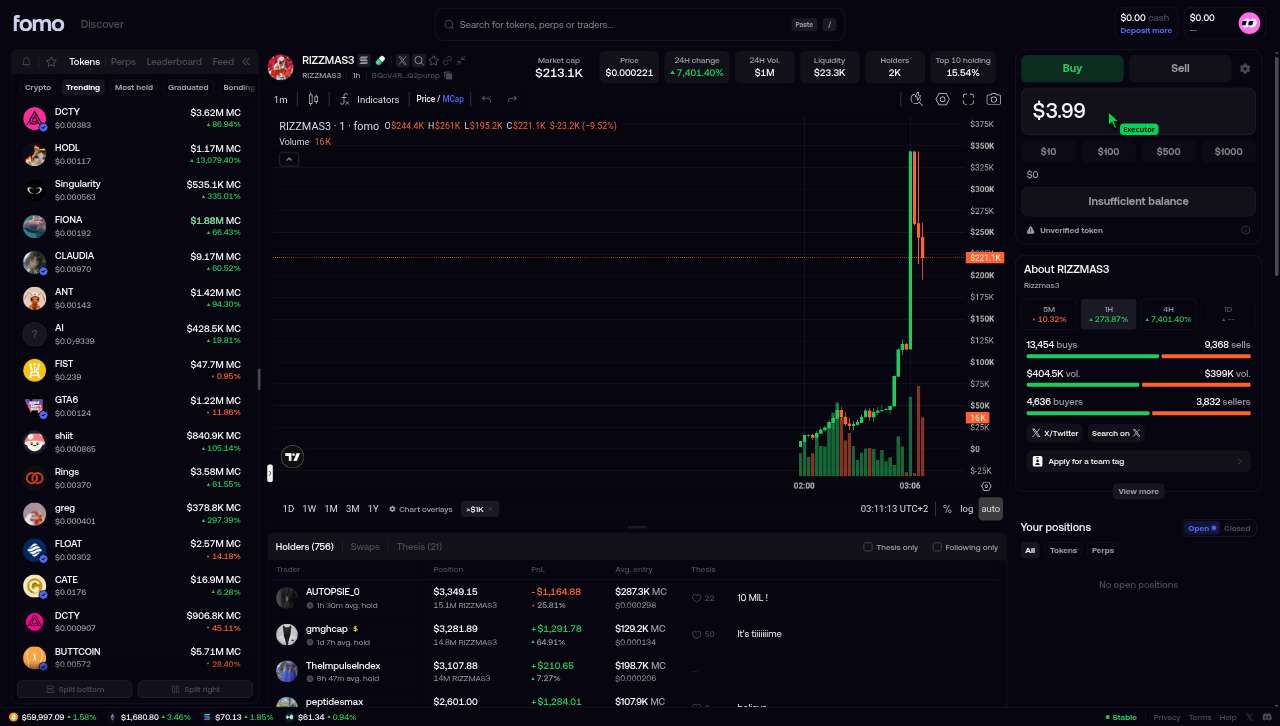 fomo
Discover
Search for tokens, perps or traders...
Paste
/
$0.00 cash
Deposit more
$0.00
—
Tokens Perps Leaderboard Feed
Crypto Trending Most held Graduated Bonding
DCTY $3.62M MC
$0.00383 86.94%
HODL $1.17M MC
$0.00117 13,079.40%
Singularity $535.1K MC
$0.000563 335.01%
FIONA $1.88M MC
$0.00192 66.43%
CLAUDIA $9.17M MC
$0.00970 60.52%
ANT $1.42M MC
$0.00143 94.30%
AI $428.5K MC
19.81%
FIST $47.7M MC
$0.239 0.95%
GTA6 $1.22M MC
$0.00124 11.86%
shiit $840.9K MC
$0.000865 105.14%
Rings $3.58M MC
$0.00370 61.55%
greg $378.8K MC
$0.000401 297.39%
FLOAT $2.57M MC
$0.00302 14.18%
CATE $16.9M MC
$0.0176 6.28%
DCTY $906.8K MC
$0.000907 45.11%
BUTTCOIN $5.71M MC
$0.00572 28.40%
Split bottom Split right
RIZZMAS3
RIZZMAS3 1h
Market cap
$213.1K
Price
$0.000221
24H change
7,401.40%
24H Vol.
$1M
Liquidity
$23.3K
Holders
2K
Top 10 holding
15.54%
1m Indicators Price / MCap
RIZZMAS3 · 1 · fomo O$244.4K H$261K L$195.2K C$221.1K $-23.2K (−9.52%)
Volume 16K
$375K
$350K
$325K
$300K
$275K
$250K
$221.1K
$200K
$175K
$150K
$125K
$100K
$75K
$50K
16K
$25K
$0
$-25K
02:00 03:06
1D 1W 1M 3M 1Y Chart overlays >$1K
03:11:13 UTC+2 % log auto
Holders (756) Swaps Thesis (21)
Thesis only Following only
Trader Position PnL Avg. entry Thesis
AUTOPSIE_0 $3,349.15 -$1,164.88 $287.3K MC 22 10 MIL !
1h 30m avg. hold 15.1M RIZZMAS3 25.81% $0.000298
gmghcap $ $3,281.89 +$1,291.78 $129.2K MC 50 It's tiiiiiiime
1d 7h avg. hold 14.8M RIZZMAS3 64.91% $0.000134
TheImpulseIndex $3,107.88 +$210.65 $198.7K MC
9h 47m avg. hold 14M RIZZMAS3 7.27% $0.000206
peptidesmax $2,601.00 +$1,284.01 $107.9K MC
Buy Sell
$3.99
Executor
$10 $100 $500 $1000
$0
Insufficient balance
Unverified token
About RIZZMAS3
Rizzmas3
5M 1H 4H 1D
10.32% 273.87% 7,401.40% --
13,454 buys 9,368 sells
$404.5K vol. $399K vol.
4,636 buyers 3,832 sellers
X/Twitter Search on X
Apply for a team tag
View more
Your positions Open Closed
All Tokens Perps
No open positions
$59,997.09 1.58% $1,680.80 3.46% $70.13 1.85% $61.34 0.94%
Stable Privacy Terms Help